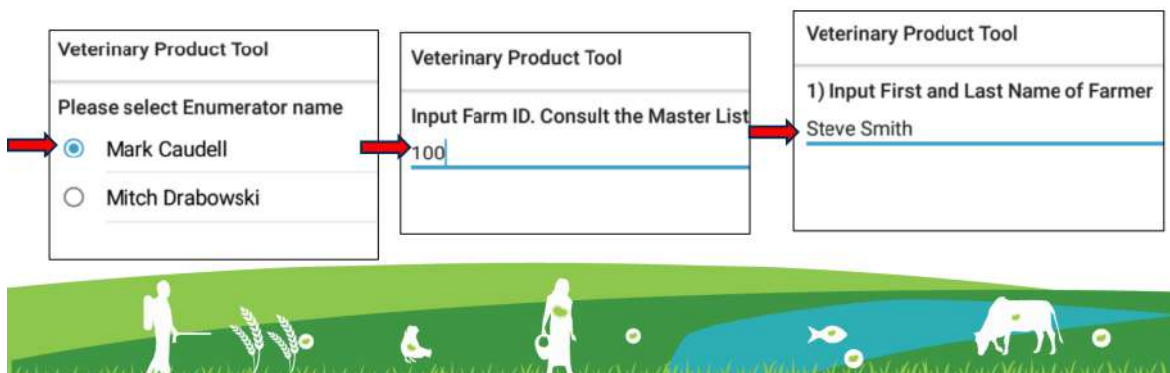 Veterinary Product Tool
Please select Enumerator name
Mark Caudell
Mitch Drabowski
Veterinary Product Tool
Input Farm ID. Consult the Master List
100
Veterinary Product Tool
1) Input First and Last Name of Farmer
Steve Smith